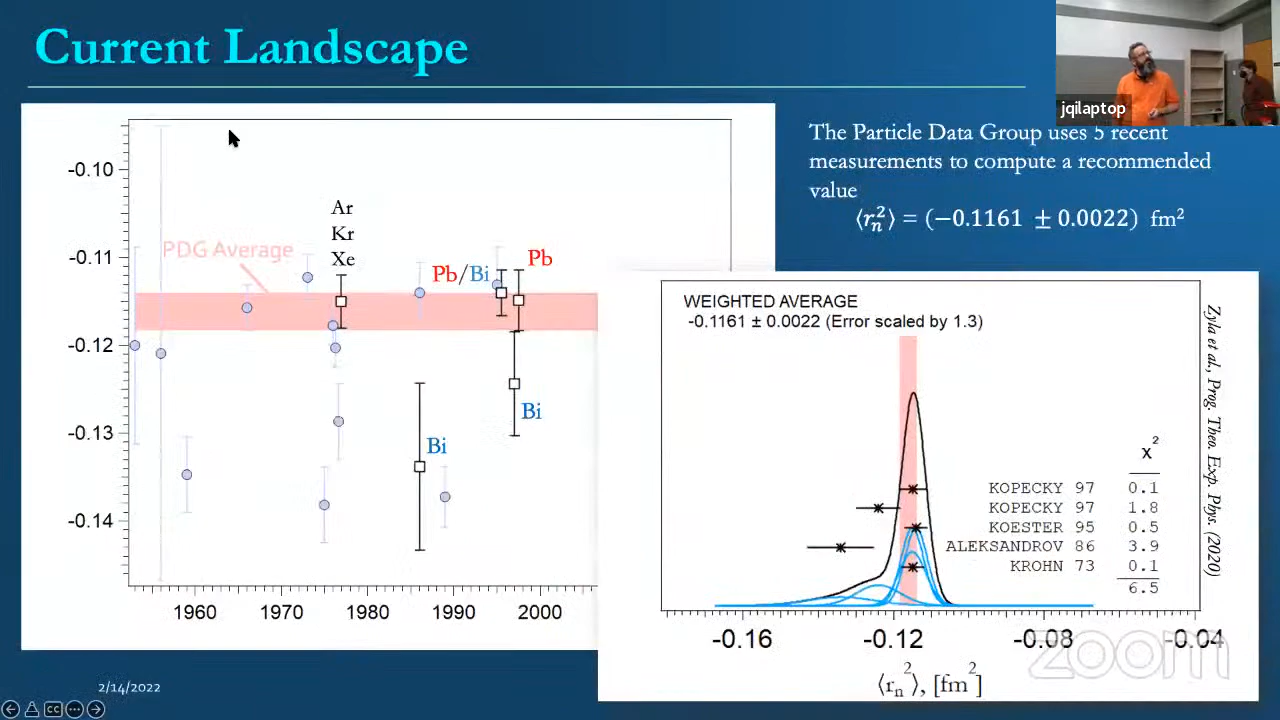 Current Landscape
jqilaptop
The Particle Data Group uses 5 recent
measurements to compute a recommended
value
⟨r_n^2⟩ = (−0.1161 ± 0.0022) fm²
-0.10
-0.11
-0.12
-0.13
-0.14
PDG Average
Ar
Kr
Xe
Pb/Bi
Pb
Bi
Bi
1960
1970
1980
1990
2000
WEIGHTED AVERAGE
-0.1161 ± 0.0022 (Error scaled by 1.3)
χ²
KOPECKY 97 0.1
KOPECKY 97 1.8
KOESTER 95 0.5
ALEKSANDROV 86 3.9
KROHN 73 0.1
6.5
-0.16
-0.12
-0.08
-0.04
⟨r_n^2⟩, [fm²]
Zyla et al., Prog. Theo. Exp. Phys. (2020)
zoom
2/14/2022
CC